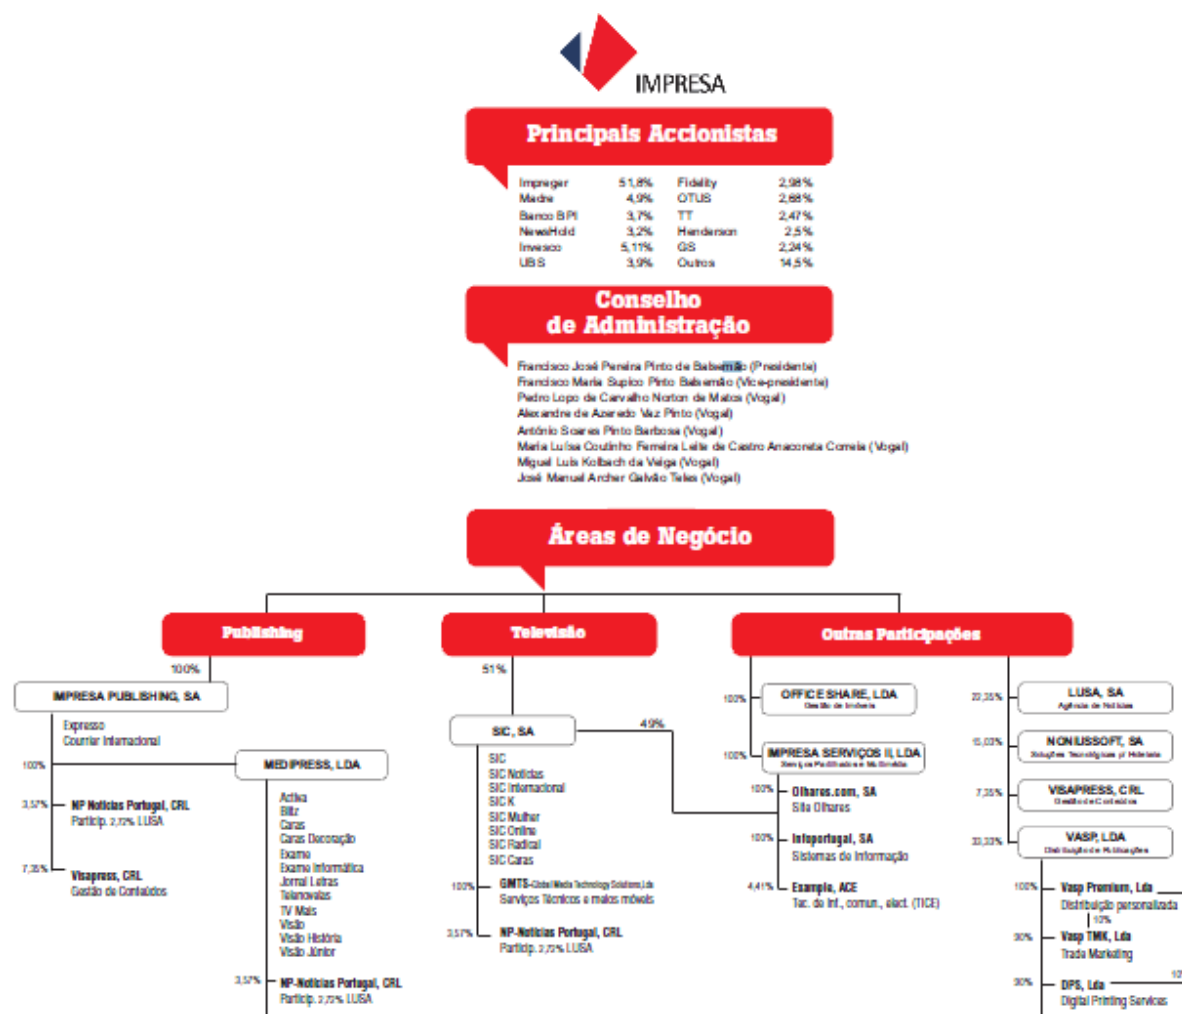 IMPRESA
Principais Accionistas
Impreger 51,8% Fidelity 2,98%
Madre 4,9% OTUS 2,68%
Banco BPI 3,7% TT 2,47%
NewsHold 3,2% Henderson 2,5%
Invesco 5,11% GS 2,24%
UBS 3,9% Outros 14,5%
Conselho
de Administração
Francisco José Pereira Pinto de Balsemão (Presidente)
Francisco Maria Supico Pinto Balsemão (Vice-presidente)
Pedro Lopo de Carvalho Norton de Matos (Vogal)
Alexandre de Azeredo Vaz Pinto (Vogal)
António Soares Pinto Barbosa (Vogal)
Maria Luísa Coutinho Ferreira Leite de Castro Anacoreta Correia (Vogal)
Miguel Luís Kolbach da Veiga (Vogal)
José Manuel Archer Galvão Teles (Vogal)
Áreas de Negócio
Publishing
100%
IMPRESA PUBLISHING, SA
Expresso
Courrier Internacional
100%
MEDIPRESS, LDA
3,57% NP Notícias Portugal, CRL
Particip. 2,72% LUSA
7,35% Visapress, CRL
Gestão de Conteúdos
Activa
Blitz
Caras
Caras Decoração
Exame
Exame Informática
Jornal Letras
Telenovelas
TV Mais
Visão
Visão História
Visão Júnior
3,57% NP-Notícias Portugal, CRL
Particip. 2,72% LUSA
Televisão
51%
SIC, SA
49%
SIC
SIC Notícias
SIC Internacional
SIC K
SIC Mulher
SIC Online
SIC Radical
SIC Caras
100% GMTS-Global Media Technology Solutions, Lda
Serviços Técnicos e meios móveis
3,57% NP-Notícias Portugal, CRL
Particip. 2,72% LUSA
Outras Participações
100% OFFICE SHARE, LDA
Gestão de Imóveis
100% IMPRESA SERVIÇOS II, LDA
Serviços Partilhados e Multimédia
100% Olhares.com, SA
Site Olhares
100% Infoportugal, SA
Sistemas de Informação
4,41% Example, ACE
Tec. de Inf., comun., elect. (TICE)
22,35% LUSA, SA
Agência de Notícias
15,03% NONIUSSOFT, SA
Soluções Tecnológicas p/ Hotelaria
7,35% VISAPRESS, CRL
Gestão de Conteúdos
33,33% VASP, LDA
Distribuição de Publicações
100% Vasp Premium, Lda
Distribuição personalizada
10%
90% Vasp TMK, Lda
Trade Marketing
90% DPS, Lda
Digital Printing Services